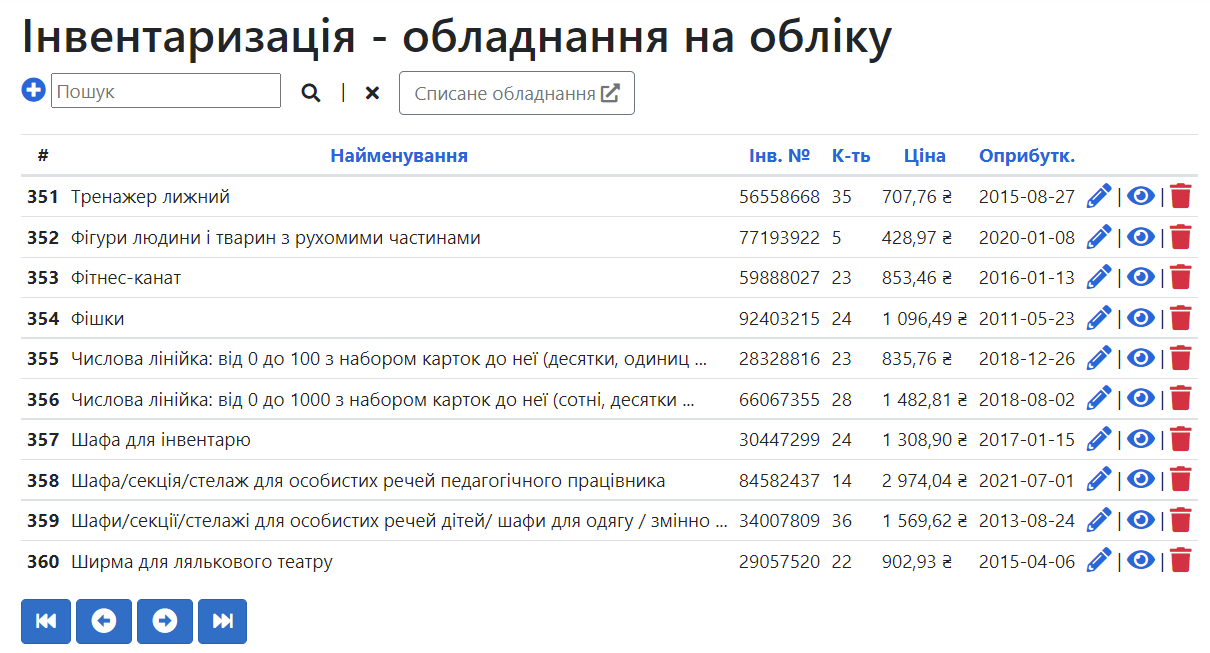 Інвентаризація - обладнання на обліку
Пошук | Списане обладнання
# Найменування Інв. № К-ть Ціна Оприбутк.
351 Тренажер лижний 56558668 35 707,76 ₴ 2015-08-27 | |
352 Фігури людини і тварин з рухомими частинами 77193922 5 428,97 ₴ 2020-01-08 | |
353 Фітнес-канат 59888027 23 853,46 ₴ 2016-01-13 | |
354 Фішки 92403215 24 1 096,49 ₴ 2011-05-23 | |
355 Числова лінійка: від 0 до 100 з набором карток до неї (десятки, одиниц ... 28328816 23 835,76 ₴ 2018-12-26 | |
356 Числова лінійка: від 0 до 1000 з набором карток до неї (сотні, десятки ... 66067355 28 1 482,81 ₴ 2018-08-02 | |
357 Шафа для інвентарю 30447299 24 1 308,90 ₴ 2017-01-15 | |
358 Шафа/секція/стелаж для особистих речей педагогічного працівника 84582437 14 2 974,04 ₴ 2021-07-01 | |
359 Шафи/секції/стелажі для особистих речей дітей/ шафи для одягу / змінно ... 34007809 36 1 569,62 ₴ 2013-08-24 | |
360 Ширма для лялькового театру 29057520 22 902,93 ₴ 2015-04-06 | |